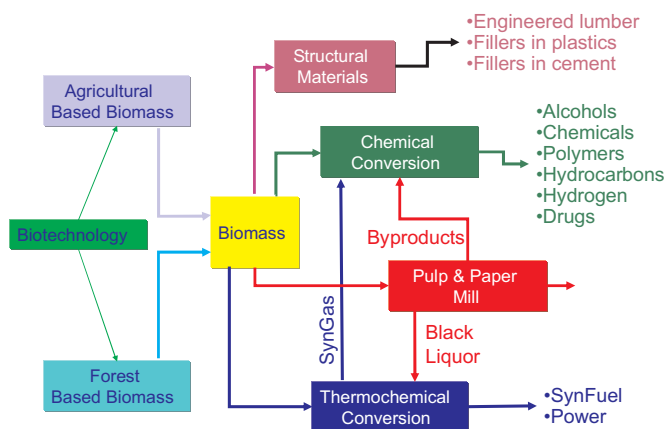 •Engineered lumber
•Fillers in plastics
•Fillers in cement
Structural
Materials
Agricultural
Based Biomass
•Alcohols
•Chemicals
•Polymers
•Hydrocarbons
•Hydrogen
•Drugs
Chemical
Conversion
Biotechnology
Biomass
Byproducts
Pulp & Paper
Mill
SynGas
Black
Liquor
Forest
Based Biomass
Thermochemical
Conversion
•SynFuel
•Power